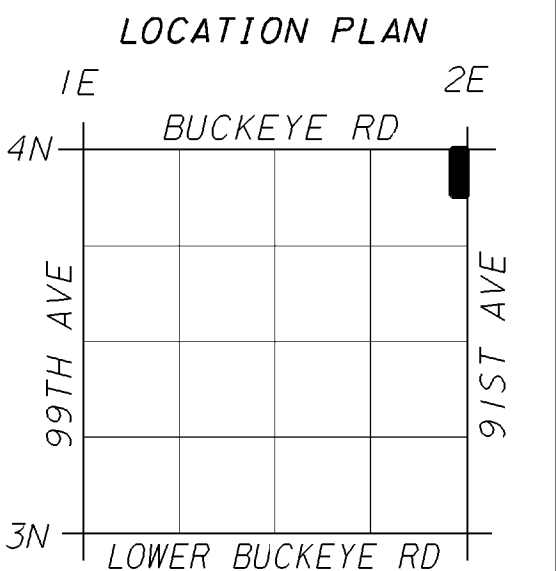 LOCATION PLAN
1E
2E
BUCKEYE RD
4N
99TH AVE
91ST AVE
3N
LOWER BUCKEYE RD